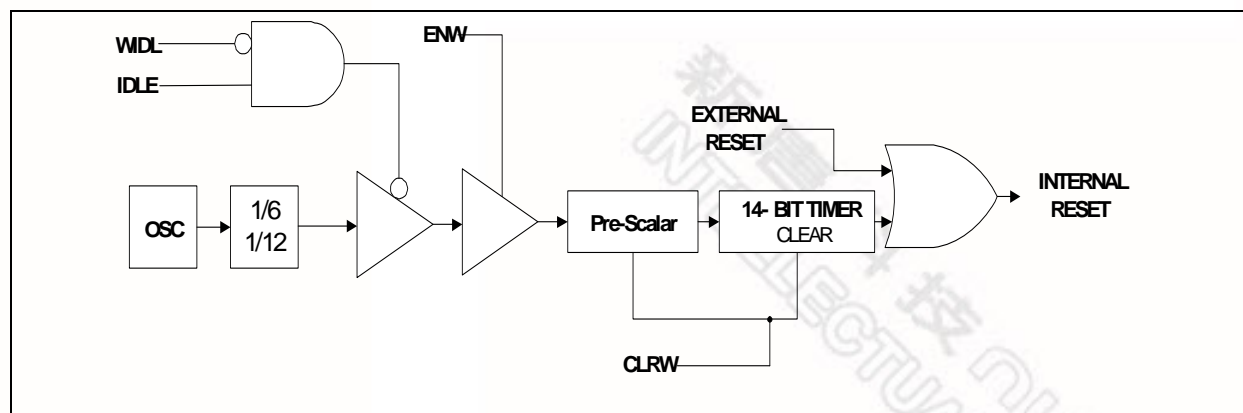 WIDL
IDLE
ENW
EXTERNAL
RESET
INTERNAL
RESET
OSC
1/6
1/12
Pre-Scalar
14- BIT TIMER
CLEAR
CLRW
INTELLECTUA